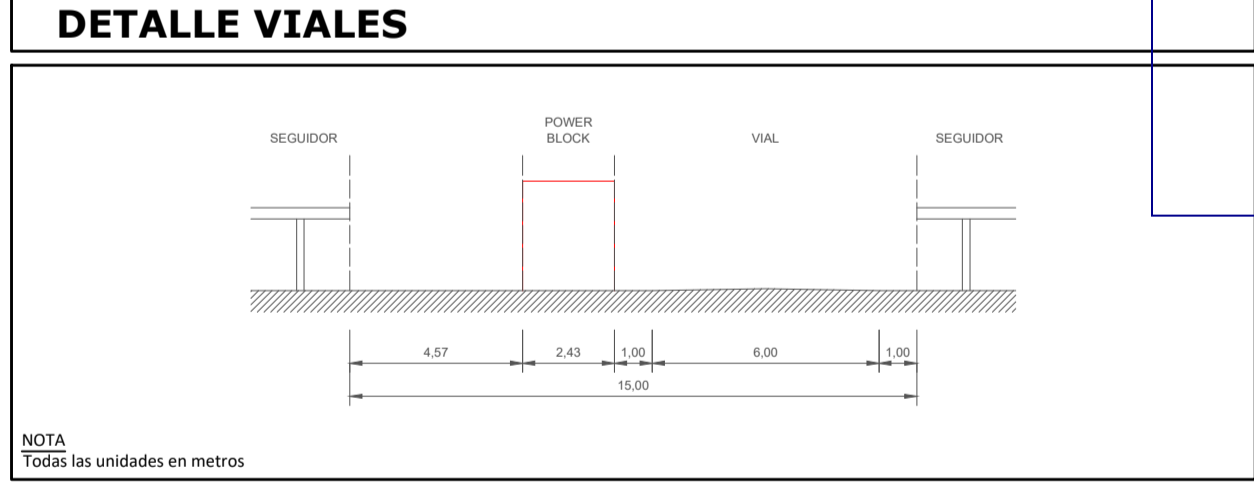 DETALLE VIALES
SEGUIDOR
POWER
BLOCK
VIAL
SEGUIDOR
4,57
2,43
1,00
6,00
1,00
15,00
NOTA
Todas las unidades en metros